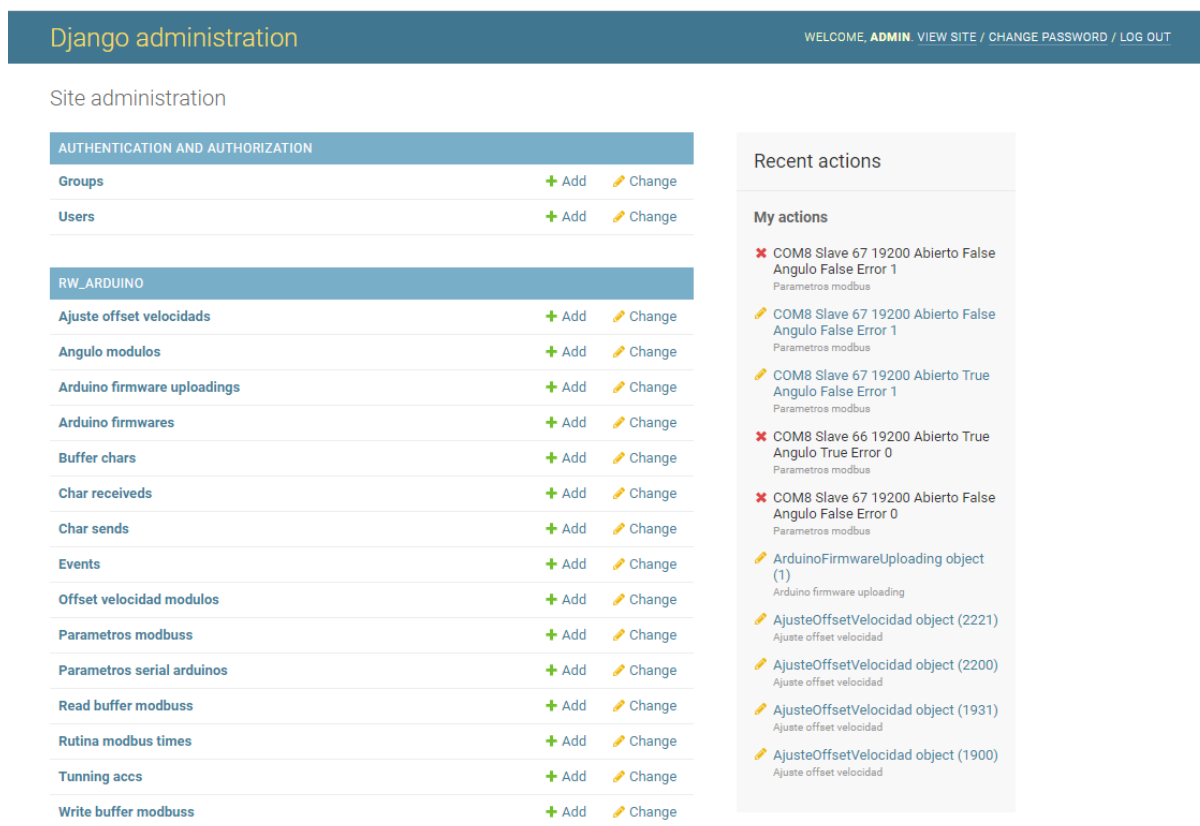 Django administration
WELCOME, ADMIN. VIEW SITE / CHANGE PASSWORD / LOG OUT
Site administration
AUTHENTICATION AND AUTHORIZATION
Groups Add Change
Users Add Change
RW_ARDUINO
Ajuste offset velocidads Add Change
Angulo modulos Add Change
Arduino firmware uploadings Add Change
Arduino firmwares Add Change
Buffer chars Add Change
Char receiveds Add Change
Char sends Add Change
Events Add Change
Offset velocidad modulos Add Change
Parametros modbuss Add Change
Parametros serial arduinos Add Change
Read buffer modbuss Add Change
Rutina modbus times Add Change
Tunning accs Add Change
Write buffer modbuss Add Change
Recent actions
My actions
COM8 Slave 67 19200 Abierto False
Angulo False Error 1
Parametros modbus
COM8 Slave 67 19200 Abierto False
Angulo False Error 1
Parametros modbus
COM8 Slave 67 19200 Abierto True
Angulo False Error 1
Parametros modbus
COM8 Slave 66 19200 Abierto True
Angulo True Error 0
Parametros modbus
COM8 Slave 67 19200 Abierto False
Angulo False Error 0
Parametros modbus
ArduinoFirmwareUploading object
(1)
Arduino firmware uploading
AjusteOffsetVelocidad object (2221)
Ajuste offset velocidad
AjusteOffsetVelocidad object (2200)
Ajuste offset velocidad
AjusteOffsetVelocidad object (1931)
Ajuste offset velocidad
AjusteOffsetVelocidad object (1900)
Ajuste offset velocidad